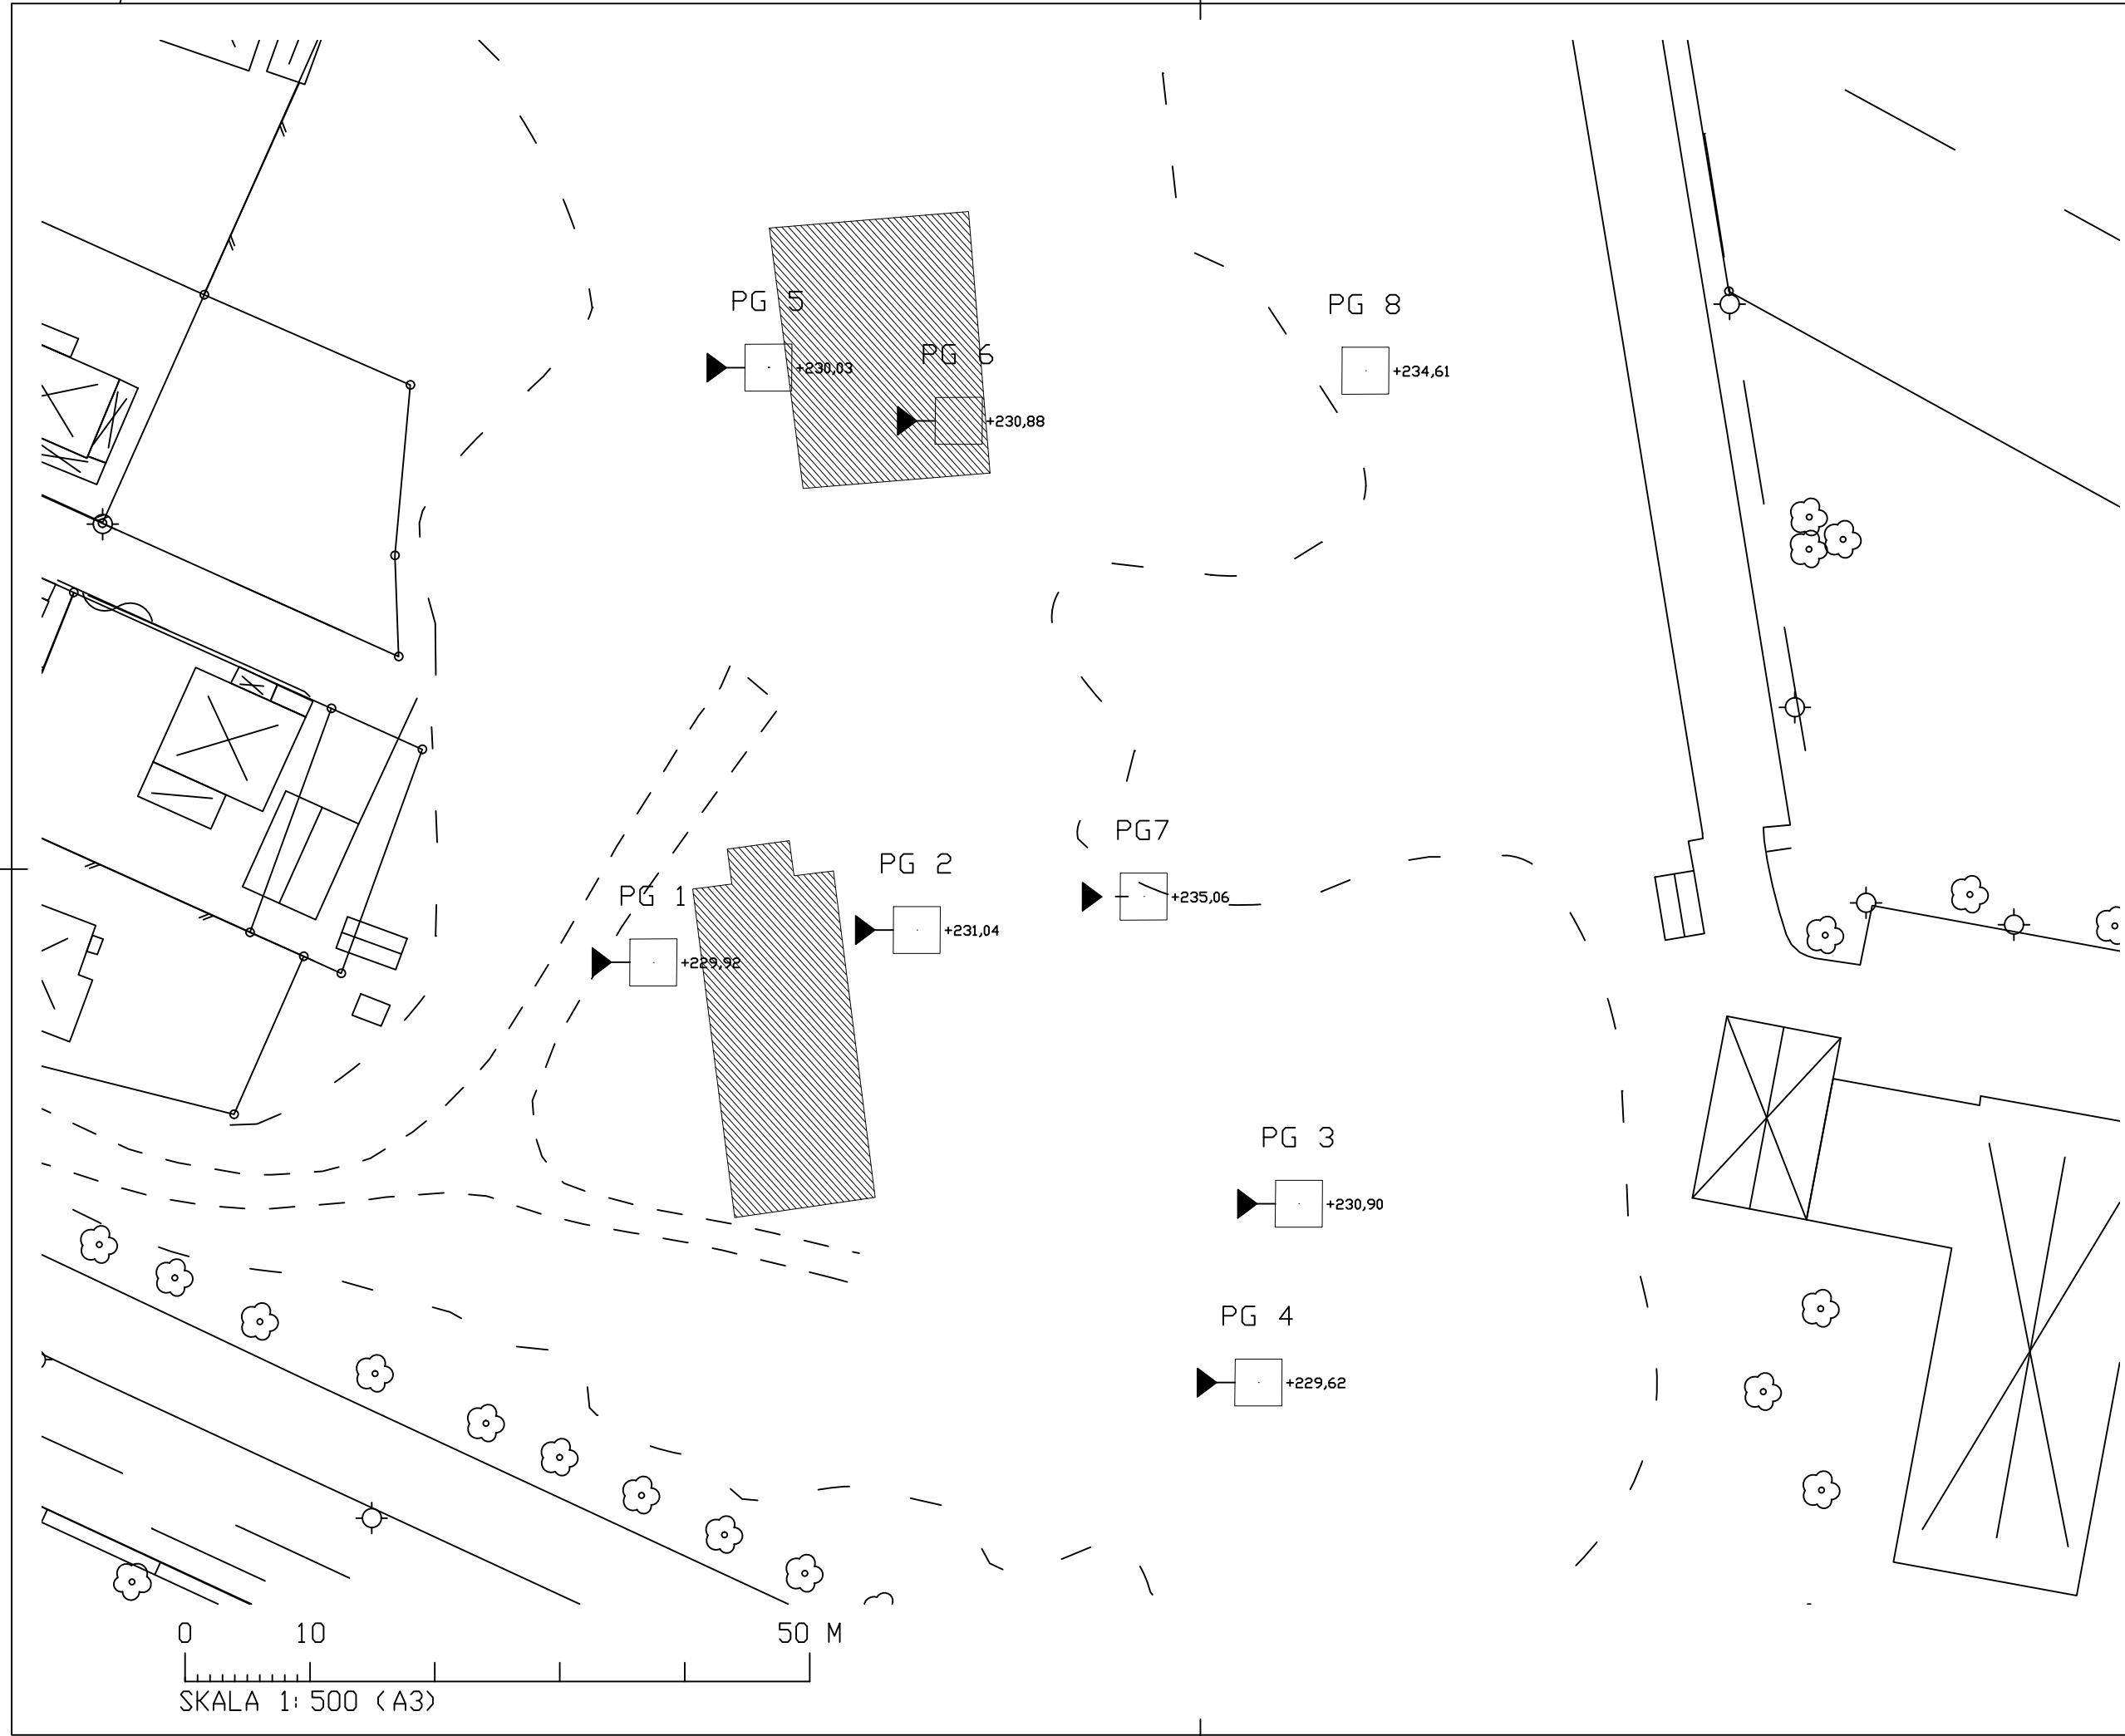 PG 5
+230,03
PG 6
+230,88
PG 8
+234,61
PG7
+235,06
PG 2
+231,04
PG 1
+229,92
PG 3
+230,90
PG 4
+229,62
0 10 50 M
SKALA 1:500 (A3)